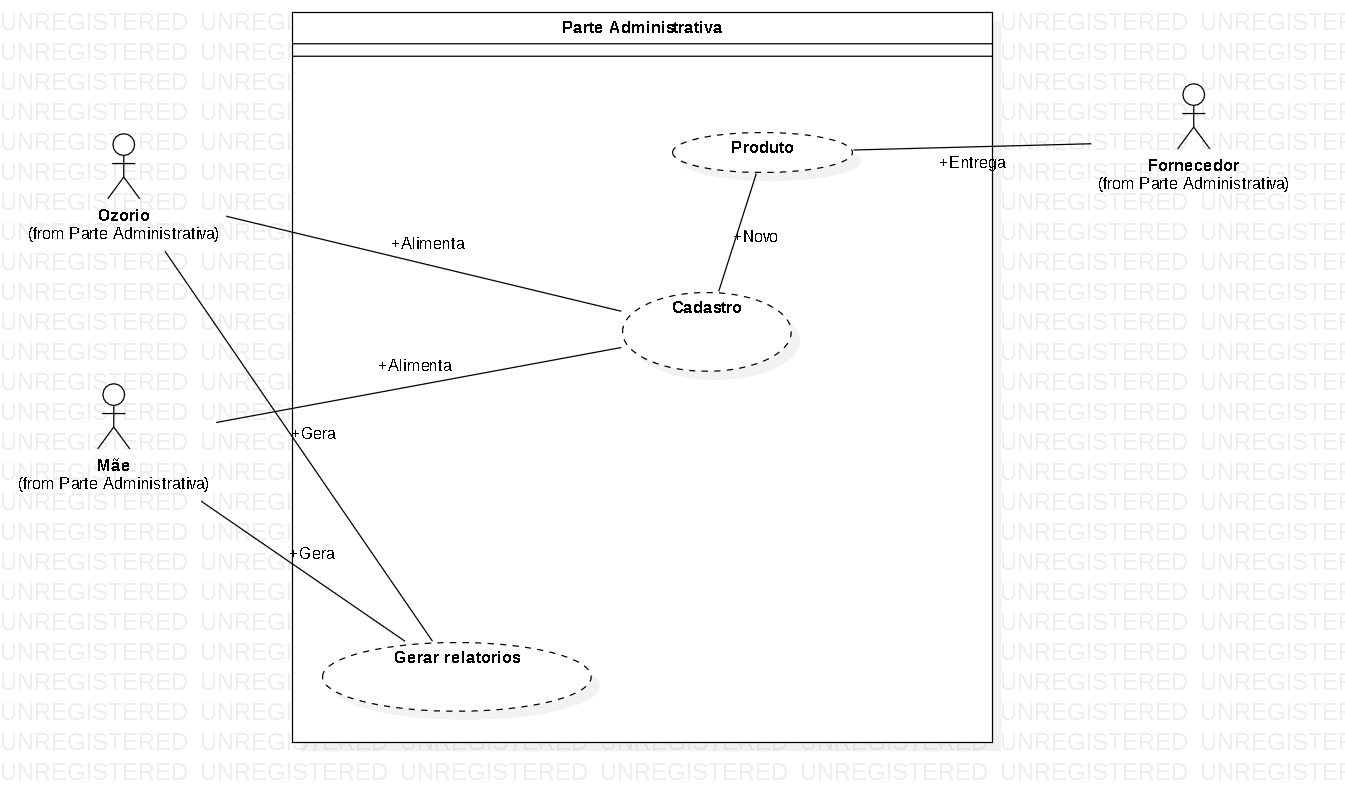 Parte Administrativa
Produto
+Entrega
Fornecedor
(from Parte Administrativa)
Ozorio
(from Parte Administrativa)
+Alimenta
+Novo
Cadastro
+Alimenta
+Gera
Mãe
(from Parte Administrativa)
+Gera
Gerar relatorios
UNREGISTERED UNREGISTERED UNREGISTERED UNREGISTERED UNREGISTERED UNREGISTERED UNREGISTER